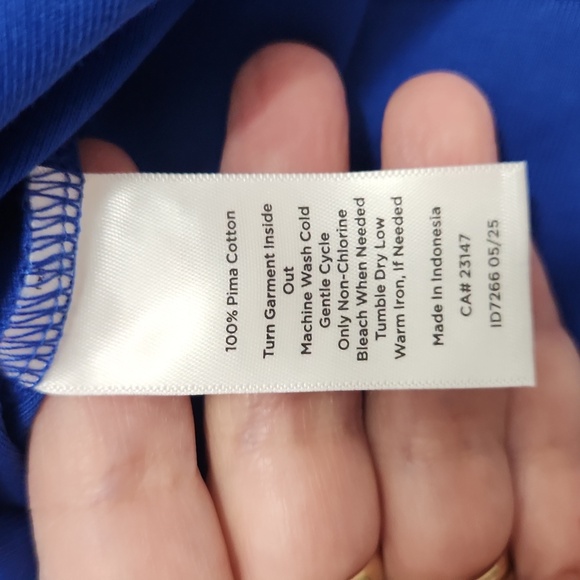 100% Pima Cotton
Turn Garment Inside
Out
Machine Wash Cold
Gentle Cycle
Only Non-Chlorine
Bleach When Needed
Tumble Dry Low
Warm Iron, If Needed
Made In Indonesia
CA# 23147
ID7266 05/25